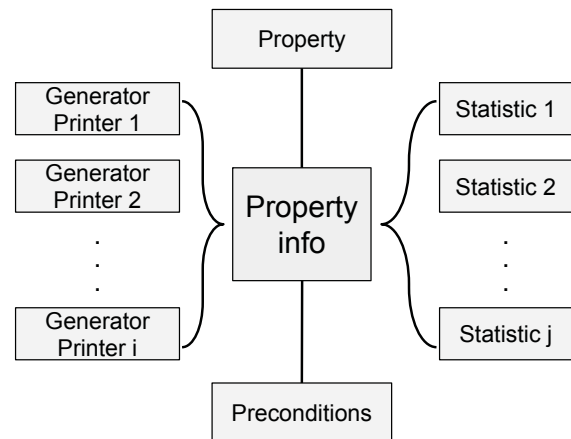 Property
Generator
Printer 1
Generator
Printer 2
.
.
.
Generator
Printer i
Property
info
Statistic 1
Statistic 2
.
.
.
Statistic j
Preconditions